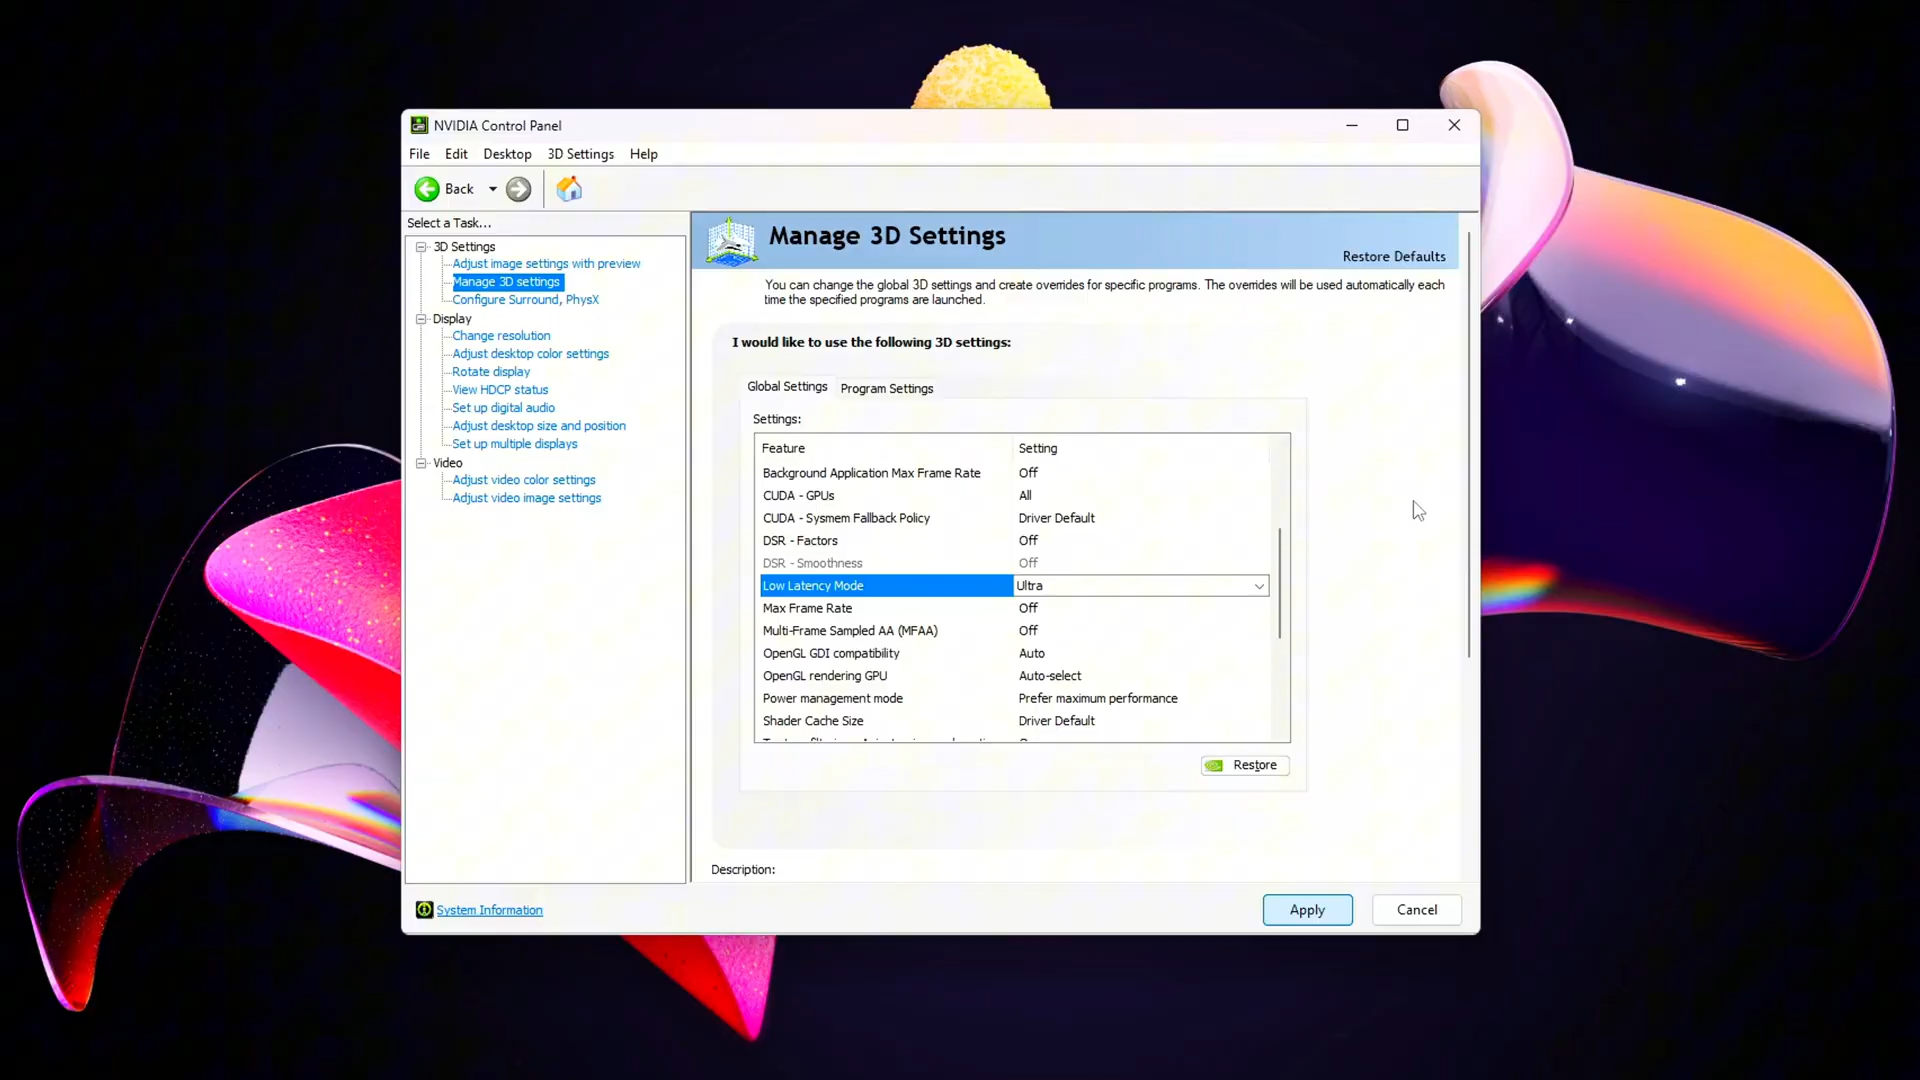 NVIDIA Control Panel
File Edit Desktop 3D Settings Help
Back
Select a Task...
3D Settings
Adjust image settings with preview
Manage 3D settings
Configure Surround, PhysX
Display
Change resolution
Adjust desktop color settings
Rotate display
View HDCP status
Set up digital audio
Adjust desktop size and position
Set up multiple displays
Video
Adjust video color settings
Adjust video image settings
System Information
Manage 3D Settings
Restore Defaults
You can change the global 3D settings and create overrides for specific programs. The overrides will be used automatically each
time the specified programs are launched.
I would like to use the following 3D settings:
Global Settings Program Settings
Settings:
Feature Setting
Background Application Max Frame Rate Off
CUDA - GPUs All
CUDA - Sysmem Fallback Policy Driver Default
DSR - Factors Off
DSR - Smoothness Off
Low Latency Mode Ultra
Max Frame Rate Off
Multi-Frame Sampled AA (MFAA) Off
OpenGL GDI compatibility Auto
OpenGL rendering GPU Auto-select
Power management mode Prefer maximum performance
Shader Cache Size Driver Default
Restore
Description:
Apply Cancel